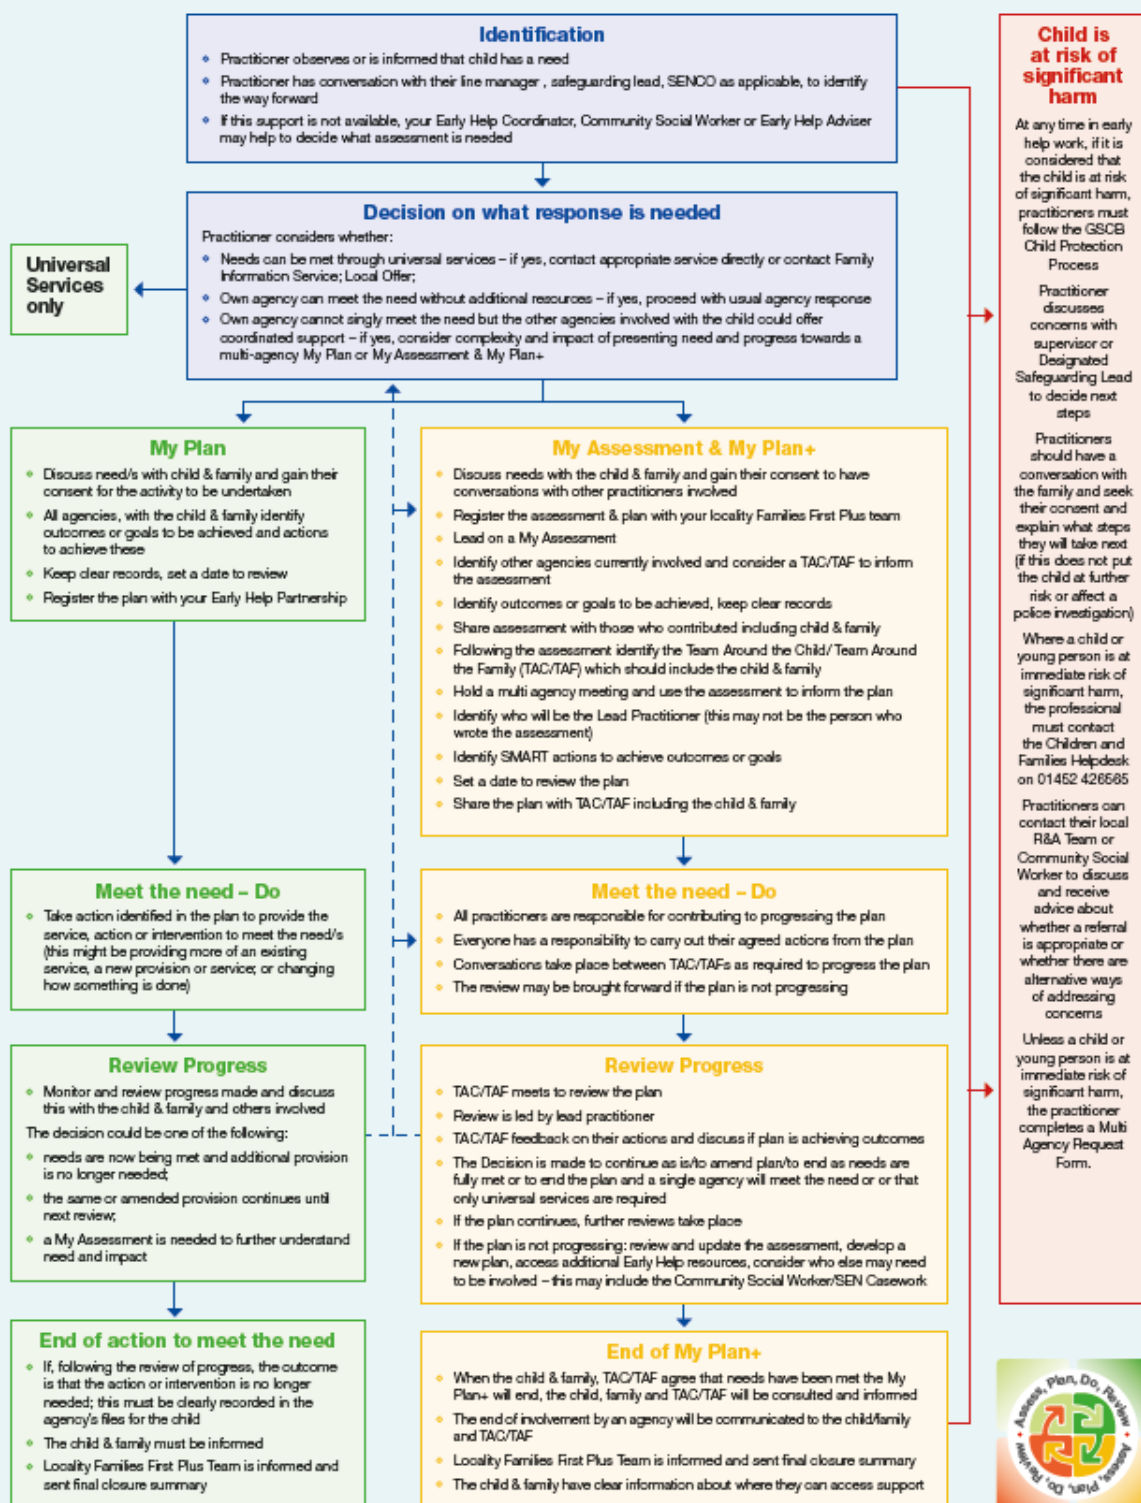 Identification
Practitioner observes or is informed that child has a need
Practitioner has conversation with their line manager , safeguarding lead, SENCO as applicable, to identify
the way forward
If this support is not available, your Early Help Coordinator, Community Social Worker or Early Help Adviser
may help to decide what assessment is needed
Decision on what response is needed
Practitioner considers whether:
Needs can be met through universal services – if yes, contact appropriate service directly or contact Family
Information Service; Local Offer;
Own agency can meet the need without additional resources – if yes, proceed with usual agency response
Own agency cannot singly meet the need but the other agencies involved with the child could offer
coordinated support – if yes, consider complexity and impact of presenting need and progress towards a
multi-agency My Plan or My Assessment & My Plan+
Universal
Services
only
My Plan
Discuss need/s with child & family and gain their
consent for the activity to be undertaken
All agencies, with the child & family identify
outcomes or goals to be achieved and actions
to achieve these
Keep clear records, set a date to review
Register the plan with your Early Help Partnership
My Assessment & My Plan+
Discuss needs with the child & family and gain their consent to have
conversations with other practitioners involved
Register the assessment & plan with your locality Families First Plus team
Lead on a My Assessment
Identify other agencies currently involved and consider a TAC/TAF to inform
the assessment
Identify outcomes or goals to be achieved, keep clear records
Share assessment with those who contributed including child & family
Following the assessment identify the Team Around the Child/ Team Around
the Family (TAC/TAF) which should include the child & family
Hold a multi agency meeting and use the assessment to inform the plan
Identify who will be the Lead Practitioner (this may not be the person who
wrote the assessment)
Identify SMART actions to achieve outcomes or goals
Set a date to review the plan
Share the plan with TAC/TAF including the child & family
Meet the need – Do
Take action identified in the plan to provide the
service, action or intervention to meet the need/s
(this might be providing more of an existing
service, a new provision or service; or changing
how something is done)
Meet the need – Do
All practitioners are responsible for contributing to progressing the plan
Everyone has a responsibility to carry out their agreed actions from the plan
Conversations take place between TAC/TAFs as required to progress the plan
The review may be brought forward if the plan is not progressing
Review Progress
Monitor and review progress made and discuss
this with the child & family and others involved
The decision could be one of the following:
needs are now being met and additional provision
is no longer needed;
the same or amended provision continues until
next review;
a My Assessment is needed to further understand
need and impact
Review Progress
TAC/TAF meets to review the plan
Review is led by lead practitioner
TAC/TAF feedback on their actions and discuss if plan is achieving outcomes
The Decision is made to continue as is/to amend plan/to end as needs are
fully met or to end the plan and a single agency will meet the need or or that
only universal services are required
If the plan continues, further reviews take place
If the plan is not progressing: review and update the assessment, develop a
new plan, access additional Early Help resources, consider who else may need
to be involved – this may include the Community Social Worker/SEN Casework
End of action to meet the need
If, following the review of progress, the outcome
is that the action or intervention is no longer
needed; this must be clearly recorded in the
agency's files for the child
The child & family must be informed
Locality Families First Plus Team is informed and
sent final closure summary
End of My Plan+
When the child & family, TAC/TAF agree that needs have been met the My
Plan+ will end, the child, family and TAC/TAF will be consulted and informed
The end of involvement by an agency will be communicated to the child/family
and TAC/TAF
Locality Families First Plus Team is informed and sent final closure summary
The child & family have clear information about where they can access support
Child is
at risk of
significant
harm
At any time in early
help work, if it is
considered that
the child is at risk
of significant harm,
practitioners must
follow the GSCB
Child Protection
Process
Practitioner
discusses
concerns with
supervisor or
Designated
Safeguarding Lead
to decide next
steps
Practitioners
should have a
conversation with
the family and seek
their consent and
explain what steps
they will take next
(if this does not put
the child at further
risk or affect a
police investigation)
Where a child or
young person is at
immediate risk of
significant harm,
the professional
must contact
the Children and
Families Helpdesk
on 01452 426565
Practitioners can
contact their local
R&A Team or
Community Social
Worker to discuss
and receive
advice about
whether a referral
is appropriate or
whether there are
alternative ways
of addressing
concerns
Unless a child or
young person is at
immediate risk of
significant harm,
the practitioner
completes a Multi
Agency Request
Form.
Assess, Plan, Do, Review
Assess, Plan, Do, Review